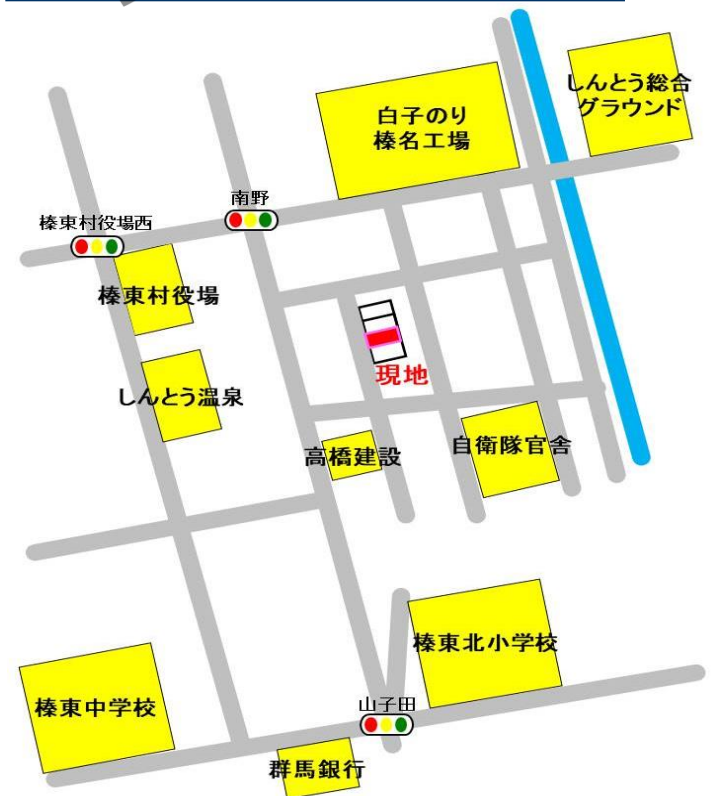 しんとう総合
グラウンド
白子のり
榛名工場
南野
榛東村役場西
榛東村役場
現地
しんとう温泉
高橋建設
自衛隊官舎
榛東北小学校
榛東中学校
山子田
群馬銀行